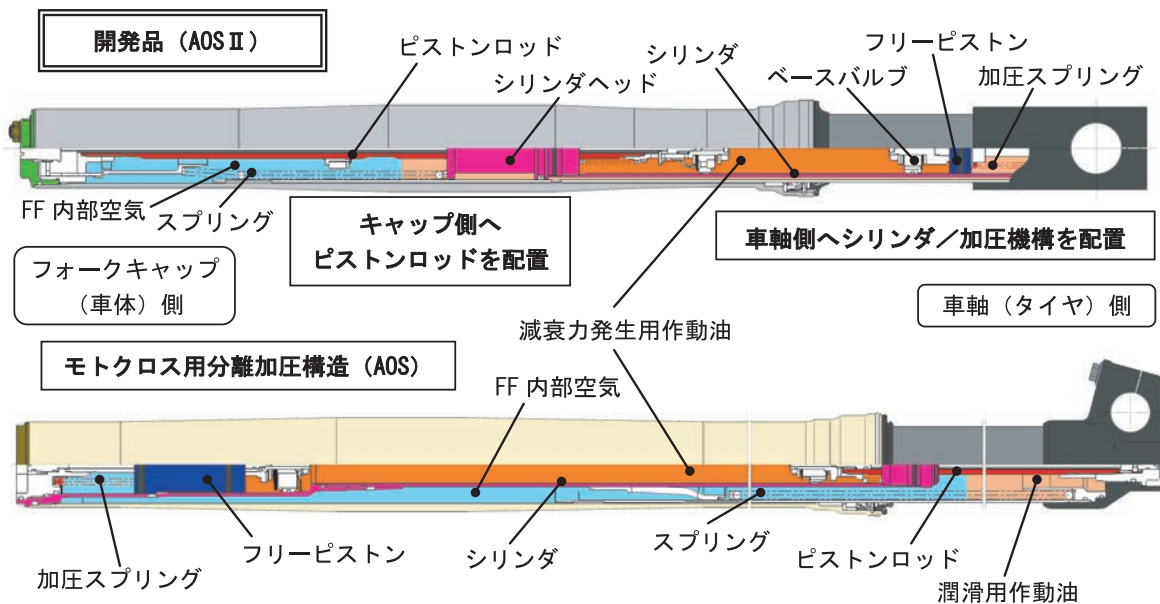 開発品（AOSⅡ）
ピストンロッド
シリンダヘッド
シリンダ
フリーピストン
ベースバルブ
加圧スプリング
FF 内部空気
スプリング
キャップ側へ
ピストンロッドを配置
車軸側へシリンダ／加圧機構を配置
フォークキャップ
（車体）側
車軸（タイヤ）側
減衰力発生用作動油
モトクロス用分離加圧構造（AOS）
FF 内部空気
加圧スプリング
フリーピストン
シリンダ
スプリング
ピストンロッド
潤滑用作動油